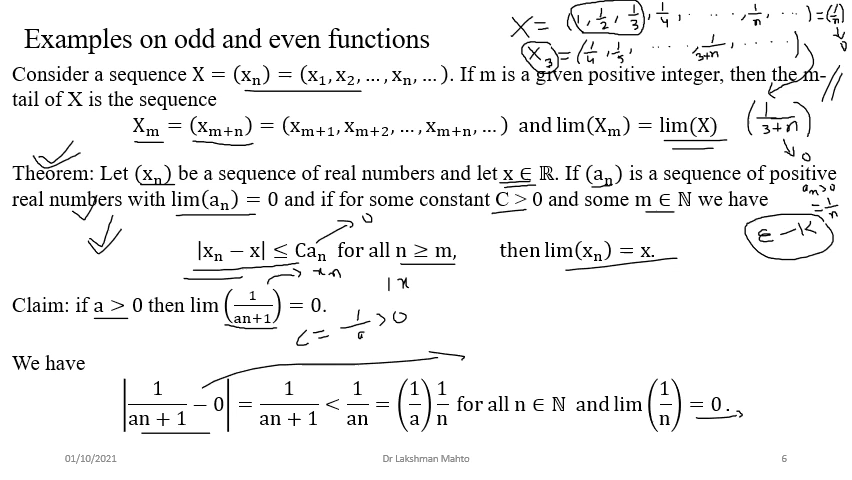 Examples on odd and even functions
X = (1, 1/2, 1/3, 1/4, ..., 1/n, ...) = (1/n)
↓
0
X₃ = (1/4, 1/5, ..., 1/3+n, ...)
Consider a sequence X = (xₙ) = (x₁, x₂, …, xₙ, …). If m is a given positive integer, then the m-
tail of X is the sequence
Xₘ = (xₘ₊ₙ) = (xₘ₊₁, xₘ₊₂, …, xₘ₊ₙ, …) and lim(Xₘ) = lim(X)
(1/3+n)
↓
0
Theorem: Let (xₙ) be a sequence of real numbers and let x ∈ ℝ. If (aₙ) is a sequence of positive
real numbers with lim(aₙ) = 0 and if for some constant C > 0 and some m ∈ ℕ we have
aₙ>0
= 1/n
ε – K
→ 0
|xₙ − x| ≤ Caₙ for all n ≥ m, then lim(xₙ) = x.
→ xₙ
Claim: if a > 0 then lim (1/an+1) = 0.
C = 1/a > 0
We have
|1/an + 1 − 0| = 1/an + 1 < 1/an = (1/a) 1/n for all n ∈ ℕ and lim (1/n) = 0.
01/10/2021
Dr Lakshman Mahto
6